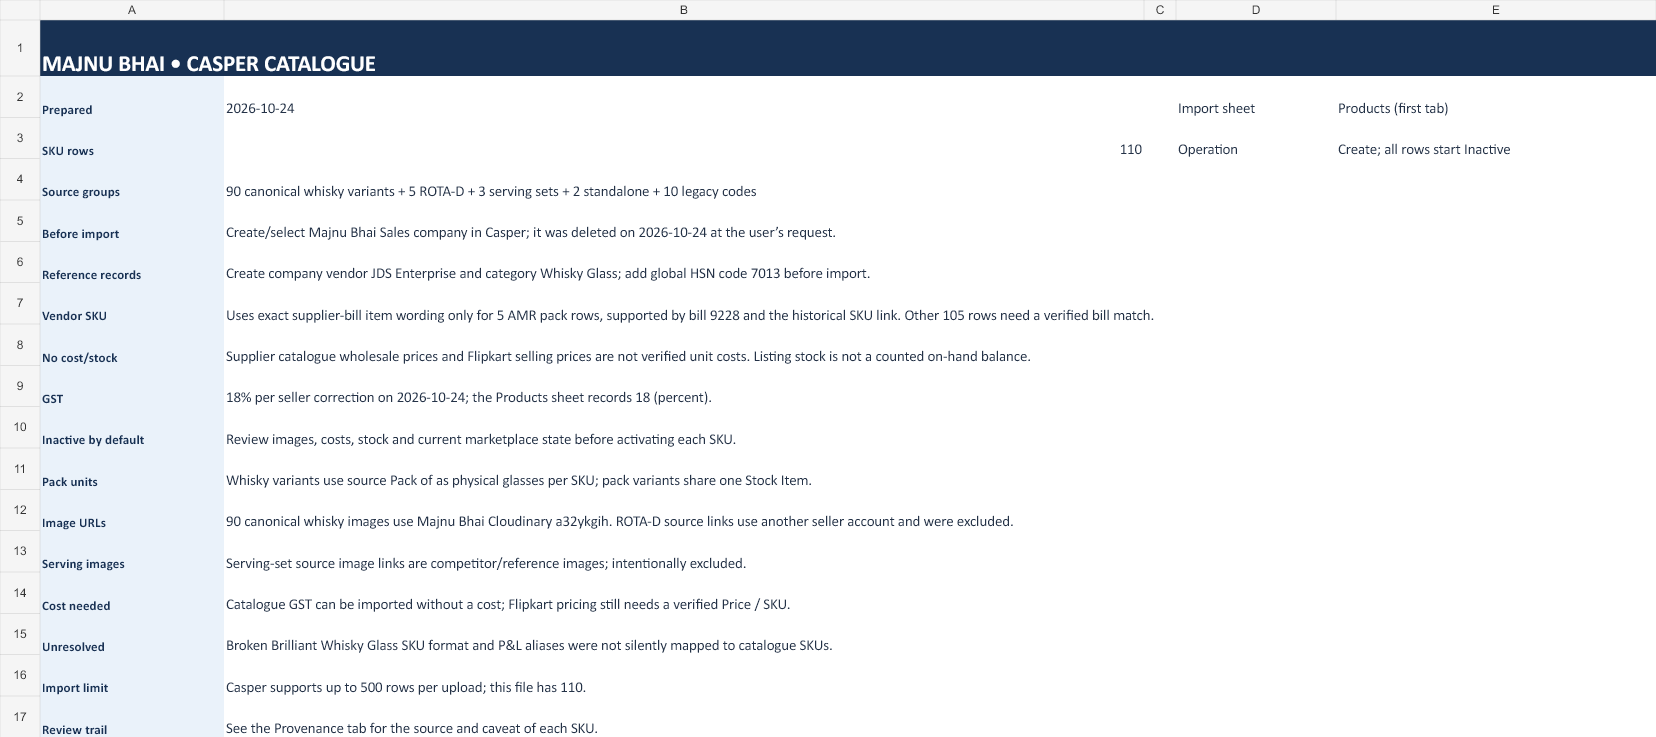 A B C D E
1 MAJNU BHAI • CASPER CATALOGUE
2 Prepared 2026-10-24 Import sheet Products (first tab)
3 SKU rows 110 Operation Create; all rows start Inactive
4 Source groups 90 canonical whisky variants + 5 ROTA-D + 3 serving sets + 2 standalone + 10 legacy codes
5 Before import Create/select Majnu Bhai Sales company in Casper; it was deleted on 2026-10-24 at the user’s request.
6 Reference records Create company vendor JDS Enterprise and category Whisky Glass; add global HSN code 7013 before import.
7 Vendor SKU Uses exact supplier-bill item wording only for 5 AMR pack rows, supported by bill 9228 and the historical SKU link. Other 105 rows need a verified bill match.
8 No cost/stock Supplier catalogue wholesale prices and Flipkart selling prices are not verified unit costs. Listing stock is not a counted on-hand balance.
9 GST 18% per seller correction on 2026-10-24; the Products sheet records 18 (percent).
10 Inactive by default Review images, costs, stock and current marketplace state before activating each SKU.
11 Pack units Whisky variants use source Pack of as physical glasses per SKU; pack variants share one Stock Item.
12 Image URLs 90 canonical whisky images use Majnu Bhai Cloudinary a32ykgih. ROTA-D source links use another seller account and were excluded.
13 Serving images Serving-set source image links are competitor/reference images; intentionally excluded.
14 Cost needed Catalogue GST can be imported without a cost; Flipkart pricing still needs a verified Price / SKU.
15 Unresolved Broken Brilliant Whisky Glass SKU format and P&L aliases were not silently mapped to catalogue SKUs.
16 Import limit Casper supports up to 500 rows per upload; this file has 110.
17 Review trail See the Provenance tab for the source and caveat of each SKU.